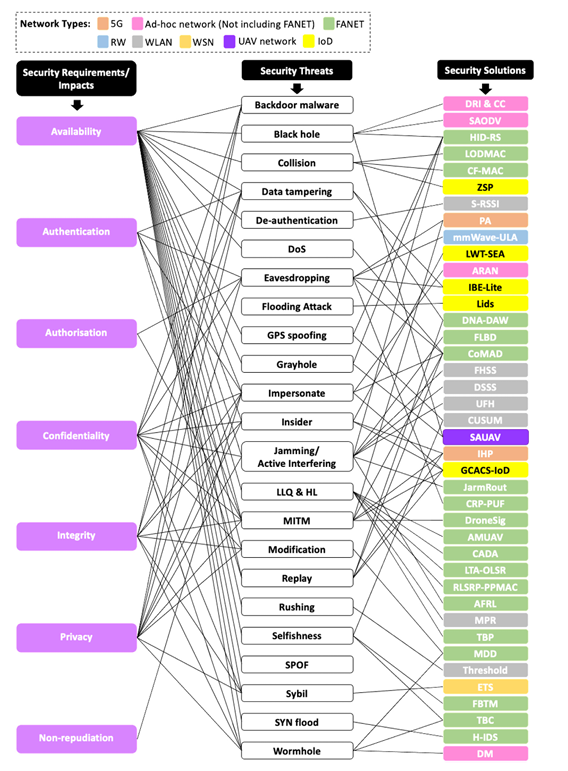 Network Types: 5G Ad-hoc network (Not including FANET) FANET
RW WLAN WSN UAV network IoD
Security Requirements/
Impacts
Security Threats
Security Solutions
Availability
Authentication
Authorisation
Confidentiality
Integrity
Privacy
Non-repudiation
Backdoor malware
Black hole
Collision
Data tampering
De-authentication
DoS
Eavesdropping
Flooding Attack
GPS spoofing
Grayhole
Impersonate
Insider
Jamming/
Active Interfering
LLQ & HL
MITM
Modification
Replay
Rushing
Selfishness
SPOF
Sybil
SYN flood
Wormhole
DRI & CC
SAODV
HID-RS
LODMAC
CF-MAC
ZSP
S-RSSI
PA
mmWave-ULA
LWT-SEA
ARAN
IBE-Lite
Lids
DNA-DAW
FLBD
CoMAD
FHSS
DSSS
UFH
CUSUM
SAUAV
IHP
GCACS-IoD
JarmRout
CRP-PUF
DroneSig
AMUAV
CADA
LTA-OLSR
RLSRP-PPMAC
AFRL
MPR
TBP
MDD
Threshold
ETS
FBTM
TBC
H-IDS
DM